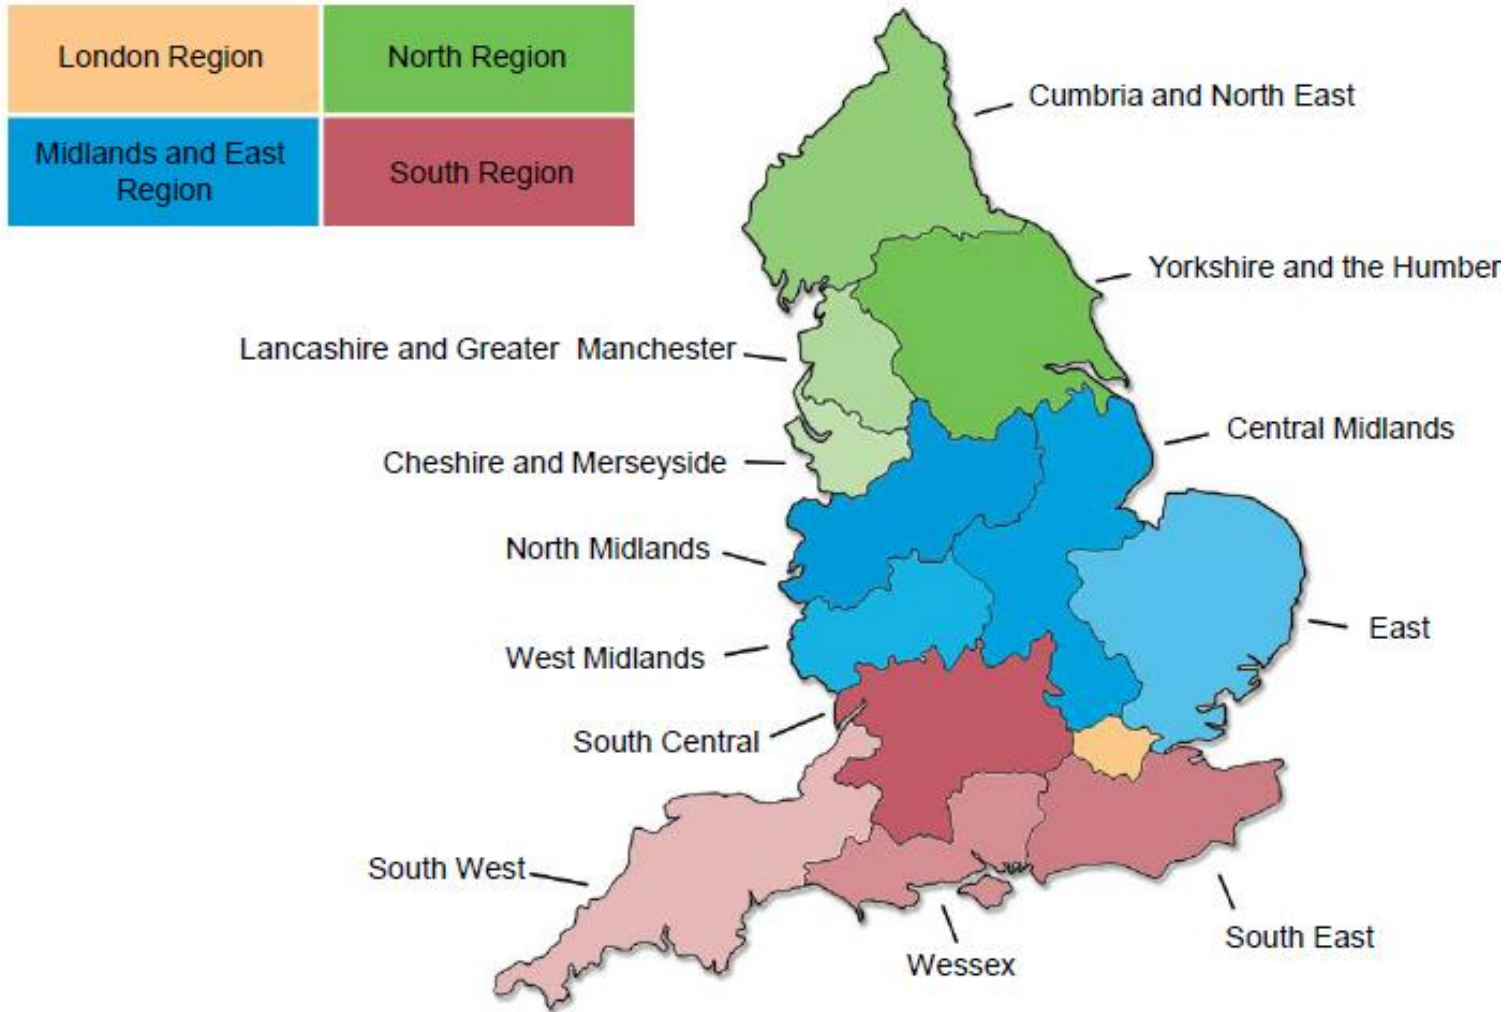 London Region
North Region
Midlands and East
Region
South Region
Cumbria and North East
Yorkshire and the Humber
Lancashire and Greater Manchester
Central Midlands
Cheshire and Merseyside
North Midlands
East
West Midlands
South Central
South West
South East
Wessex